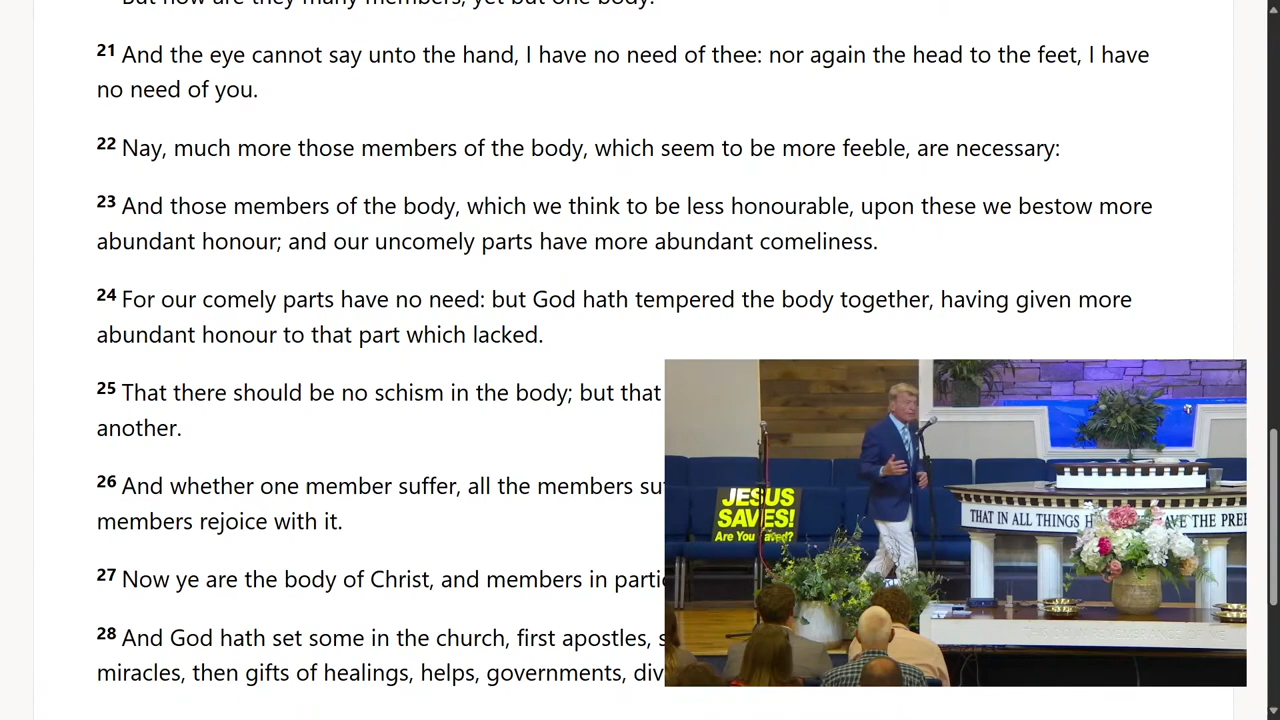 21 And the eye cannot say unto the hand, I have no need of thee: nor again the head to the feet, I have
no need of you.
22 Nay, much more those members of the body, which seem to be more feeble, are necessary:
23 And those members of the body, which we think to be less honourable, upon these we bestow more
abundant honour; and our uncomely parts have more abundant comeliness.
24 For our comely parts have no need: but God hath tempered the body together, having given more
abundant honour to that part which lacked.
25 That there should be no schism in the body; but that
another.
26 And whether one member suffer, all the members
members rejoice with it.
27 Now ye are the body of Christ, and members in
28 And God hath set some in the church, first apostles,
miracles, then gifts of healings, helps, governments,
JESUS
SAVES!
Are You
THAT IN ALL THINGS
THE